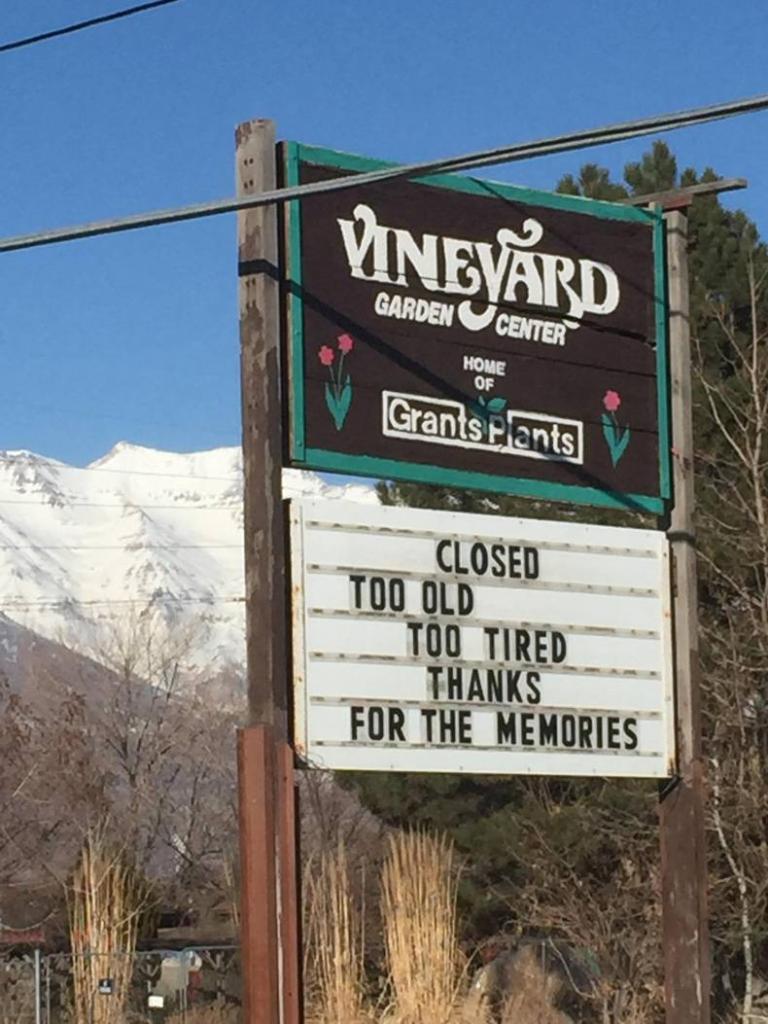 VINEYARD
GARDEN CENTER
HOME
OF
Grants Plants
CLOSED
TOO OLD
TOO TIRED
THANKS
FOR THE MEMORIES